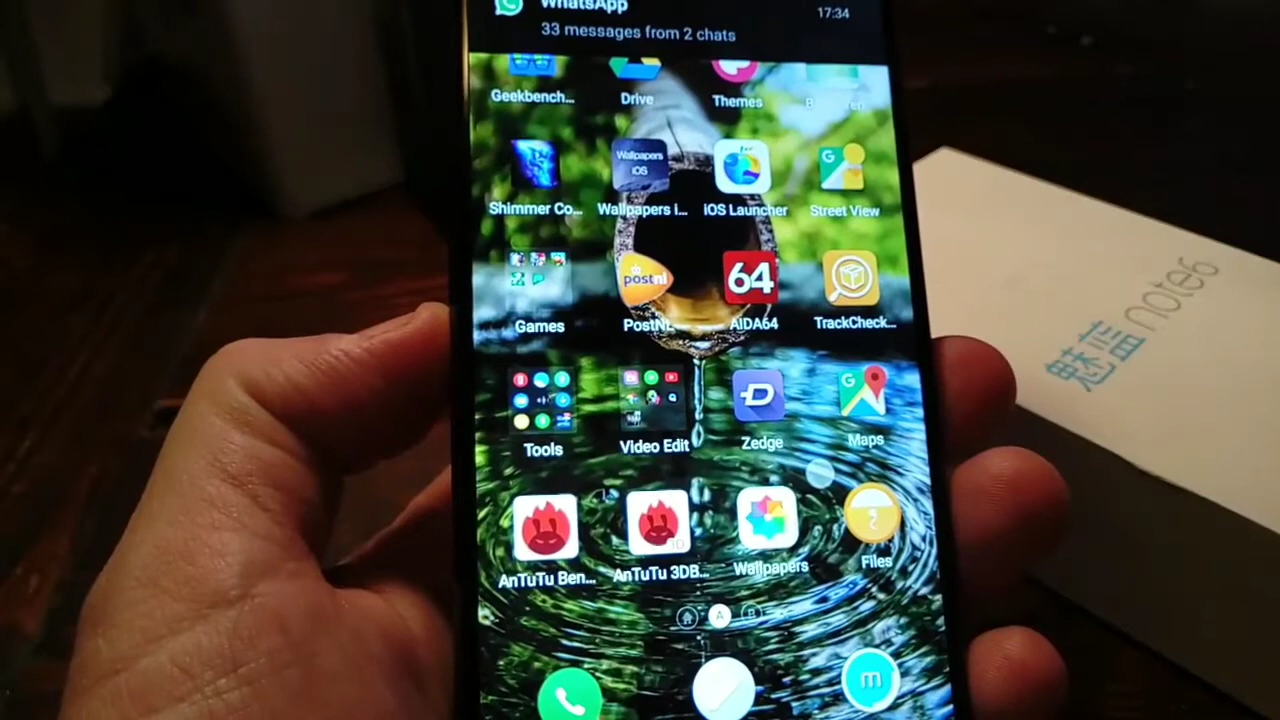 WhatsApp
17:34
33 messages from 2 chats
Geekbench...
Drive
Themes
Shimmer Co...
Wallpapers iOS
Wallpapers i...
iOS Launcher
G
Street View
Games
postnl
PostNL
64
AIDA64
TrackCheck...
Tools
Video Edit
Zedge
G
Maps
AnTuTu Ben...
3D
AnTuTu 3DB...
Wallpapers
Files
A
B
m
魅蓝 note6